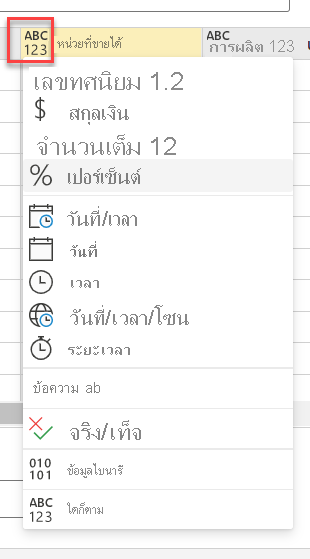 ABC
123
หน่วยที่ขายได้
ABC
การผลิต 123
เลขทศนิยม 1.2
$ สกุลเงิน
จำนวนเต็ม 12
% เปอร์เซ็นต์
วันที่/เวลา
วันที่
เวลา
วันที่/เวลา/โซน
ระยะเวลา
ข้อความ ab
จริง/เท็จ
010
101
ข้อมูลไบนารี
ABC
123
ใดก็ตาม